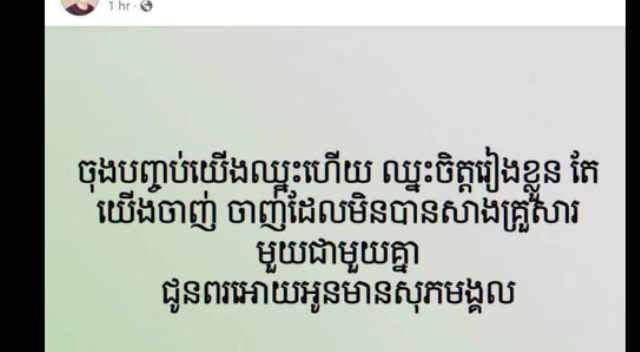 1 hr ·
ចុងបញ្ចប់យើងឈ្នះហើយ ឈ្នះចិត្តរៀងខ្លួន តែ
យើងចាញ់ ចាញ់ដែលមិនបានសាងគ្រួសារ
មួយជាមួយគ្នា
ជូនពរអោយអូនមានសុភមង្គល